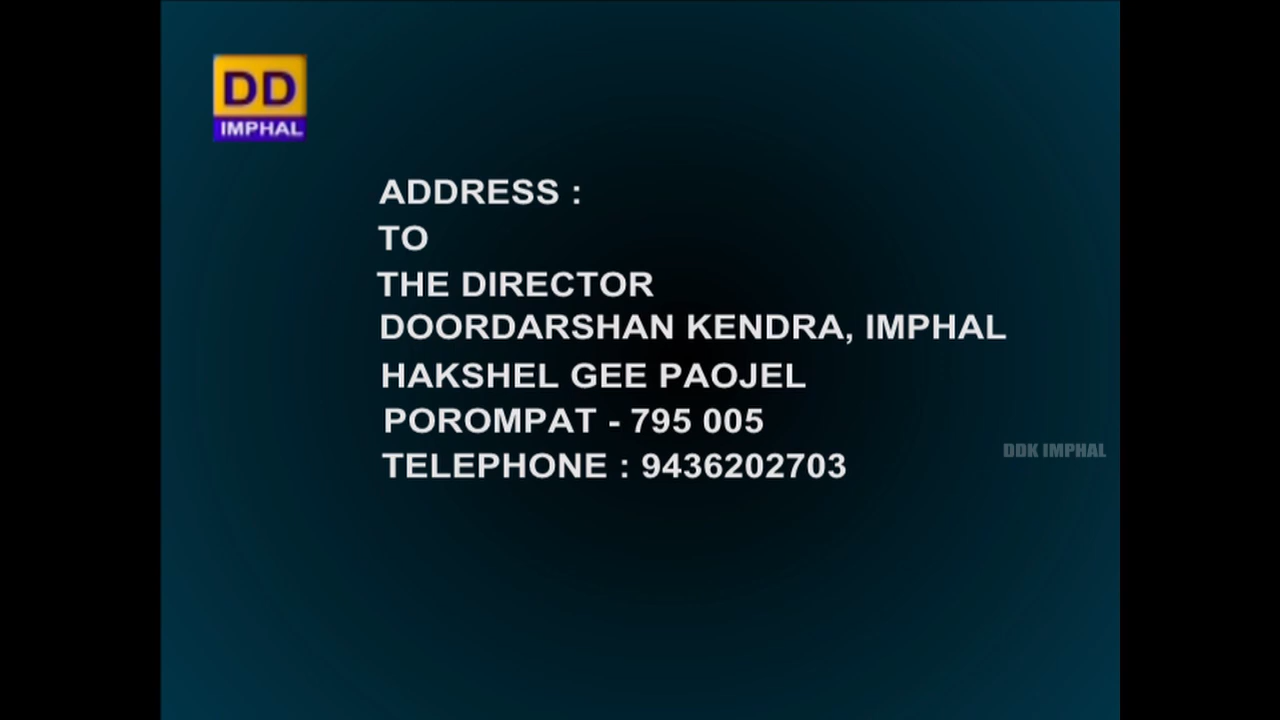 DD
IMPHAL
ADDRESS :
TO
THE DIRECTOR
DOORDARSHAN KENDRA, IMPHAL
HAKSHEL GEE PAOJEL
POROMPAT - 795 005
DDK IMPHAL
TELEPHONE : 9436202703